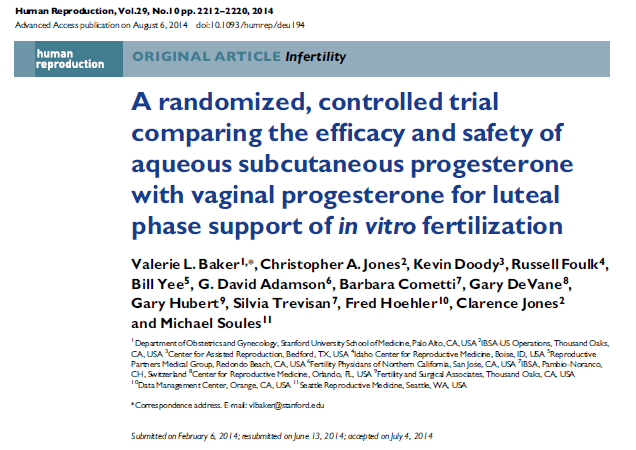 Human Reproduction, Vol.29, No.10 pp. 2212–2220, 2014
Advanced Access publication on August 6, 2014 doi:10.1093/humrep/deu194
human
reproduction
ORIGINAL ARTICLE Infertility
A randomized, controlled trial
comparing the efficacy and safety of
aqueous subcutaneous progesterone
with vaginal progesterone for luteal
phase support of in vitro fertilization
Valerie L. Baker1,*, Christopher A. Jones2, Kevin Doody3, Russell Foulk4,
Bill Yee5, G. David Adamson6, Barbara Cometti7, Gary DeVane8,
Gary Hubert9, Silvia Trevisan7, Fred Hoehler10, Clarence Jones2
and Michael Soules11
1Department of Obstetrics and Gynecology, Stanford University School of Medicine, Palo Alto, CA, USA 2IBSA-US Operations, Thousand Oaks,
CA, USA 3Center for Assisted Reproduction, Bedford, TX, USA 4Idaho Center for Reproductive Medicine, Boise, ID, USA 5Reproductive
Partners Medical Group, Redondo Beach, CA, USA 6Fertility Physicians of Northern California, San Jose, CA, USA 7IBSA, Pambio-Noranco,
CH, Switzerland 8Center for Reproductive Medicine, Orlando, FL, USA 9Fertility and Surgical Associates, Thousand Oaks, CA, USA
10Data Management Center, Orange, CA, USA 11Seattle Reproductive Medicine, Seattle, WA, USA
*Correspondence address. E-mail: vlbaker@stanford.edu
Submitted on February 6, 2014; resubmitted on June 13, 2014; accepted on July 4, 2014